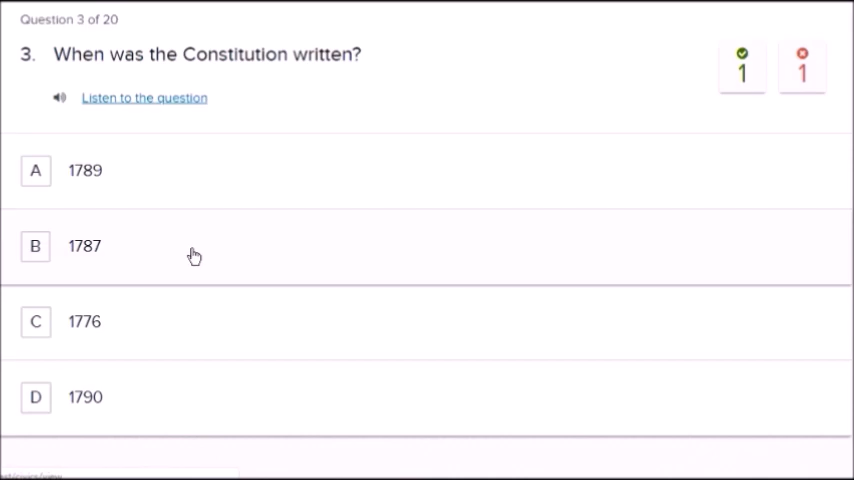 Question 3 of 20
3. When was the Constitution written?
1 1
Listen to the question
A 1789
B 1787
C 1776
D 1790